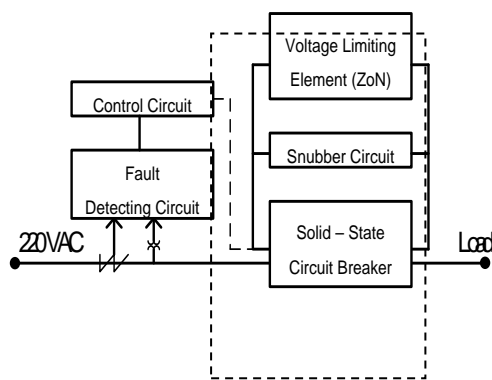 Voltage Limiting
Element (ZoN)
Control Circuit
Snubber Circuit
Fault
Detecting Circuit
220VAC
Solid – State
Circuit Breaker
Load